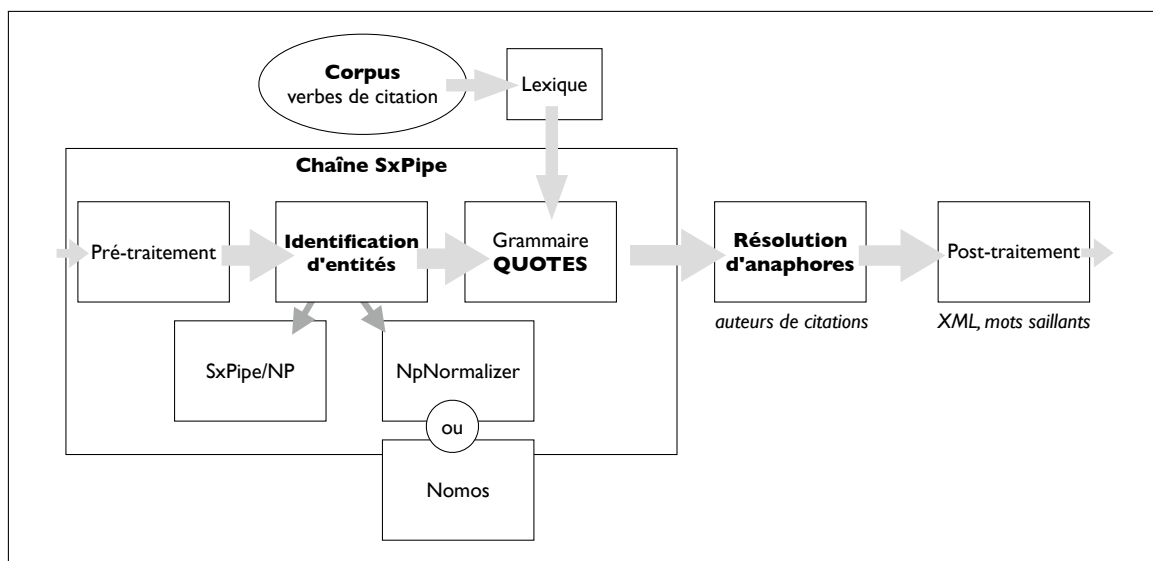 Corpus
verbes de citation
Lexique
Chaîne SxPipe
Pré-traitement
Identification
d'entités
Grammaire
QUOTES
Résolution
d'anaphores
Post-traitement
auteurs de citations
XML, mots saillants
SxPipe/NP
NpNormalizer
ou
Nomos